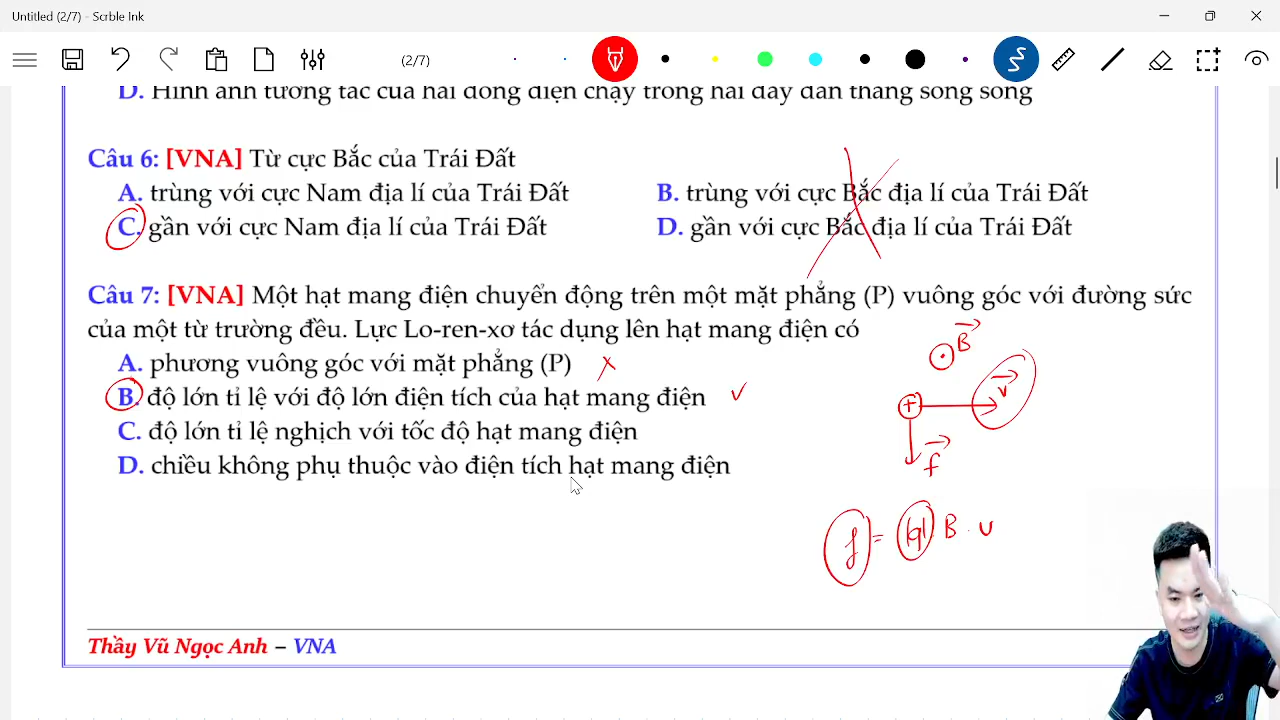 Untitled (2/7) - Scrble Ink
(2/7)
D. Hình ảnh tương tác của hai dòng điện chạy trong hai dây dẫn thẳng song song
Câu 6: [VNA] Từ cực Bắc của Trái Đất
A. trùng với cực Nam địa lí của Trái Đất
B. trùng với cực Bắc địa lí của Trái Đất
C. gần với cực Nam địa lí của Trái Đất
D. gần với cực Bắc địa lí của Trái Đất
Câu 7: [VNA] Một hạt mang điện chuyển động trên một mặt phẳng (P) vuông góc với đường sức
của một từ trường đều. Lực Lo-ren-xơ tác dụng lên hạt mang điện có
A. phương vuông góc với mặt phẳng (P)
B. độ lớn tỉ lệ với độ lớn điện tích của hạt mang điện
C. độ lớn tỉ lệ nghịch với tốc độ hạt mang điện
D. chiều không phụ thuộc vào điện tích hạt mang điện
B
+ v
f
f = |q| B . v
Thầy Vũ Ngọc Anh – VNA